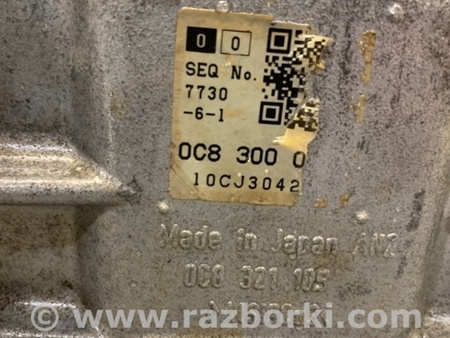 0 0
SEQ No.
7730
-6-1
0C8 300 0
10CJ3042
Made in Japan AW2
0C8 321 105
www.razborki.com